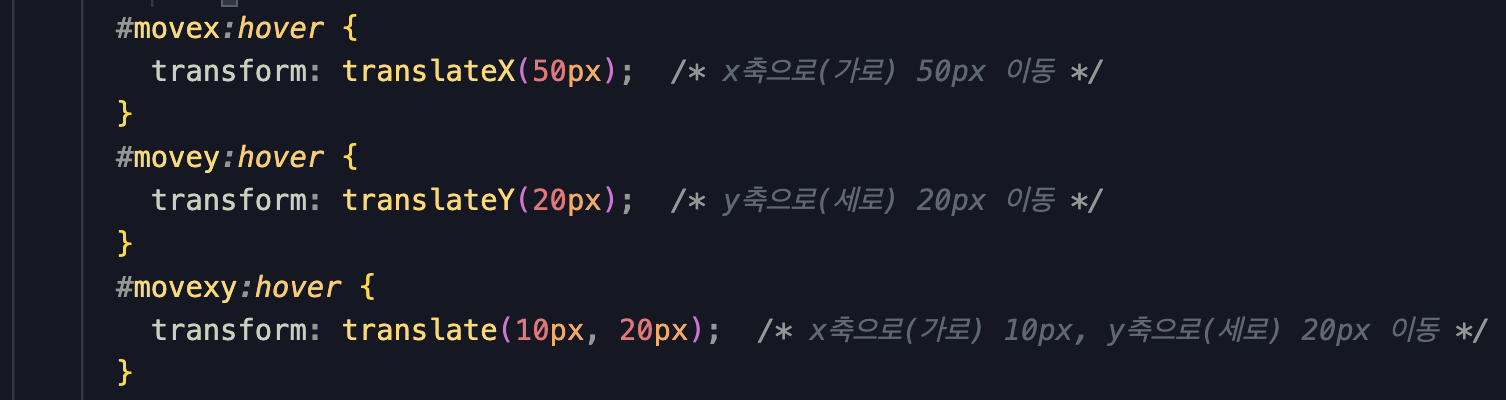 #movex:hover {
  transform: translateX(50px);  /* x축으로(가로) 50px 이동 */
}
#movey:hover {
  transform: translateY(20px);  /* y축으로(세로) 20px 이동 */
}
#movexy:hover {
  transform: translate(10px, 20px);  /* x축으로(가로) 10px, y축으로(세로) 20px 이동 */
}